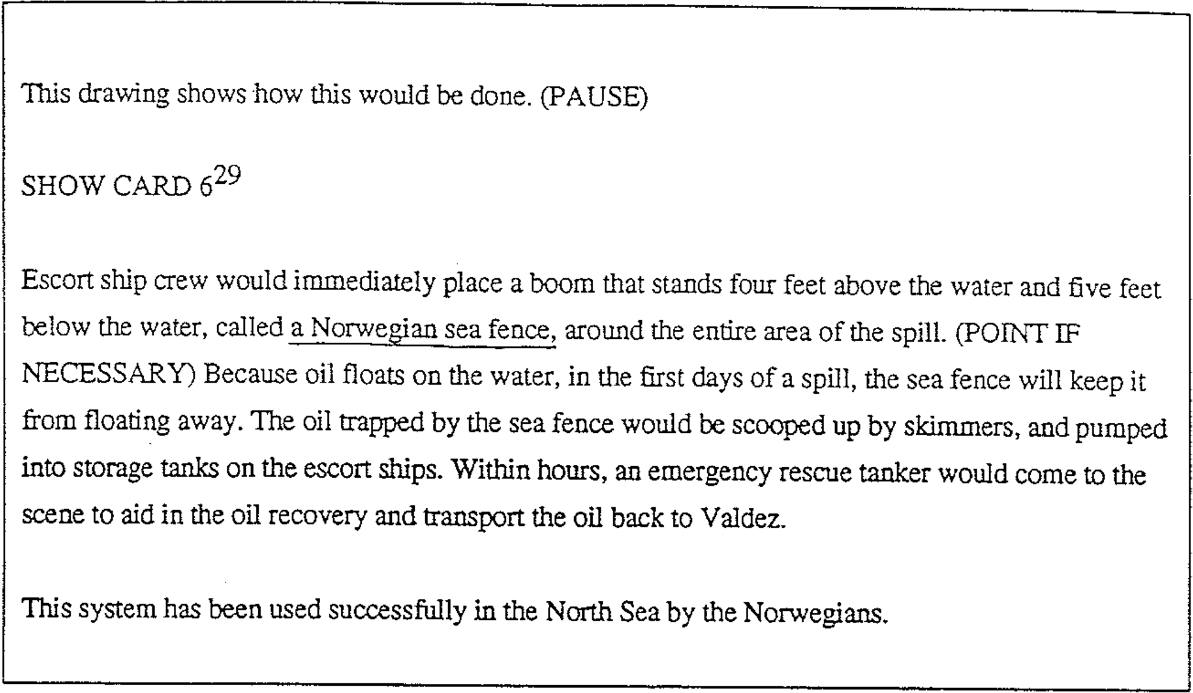 This drawing shows how this would be done. (PAUSE)
SHOW CARD 6²⁹
Escort ship crew would immediately place a boom that stands four feet above the water and five feet
below the water, called a Norwegian sea fence, around the entire area of the spill. (POINT IF
NECESSARY) Because oil floats on the water, in the first days of a spill, the sea fence will keep it
from floating away. The oil trapped by the sea fence would be scooped up by skimmers, and pumped
into storage tanks on the escort ships. Within hours, an emergency rescue tanker would come to the
scene to aid in the oil recovery and transport the oil back to Valdez.
This system has been used successfully in the North Sea by the Norwegians.